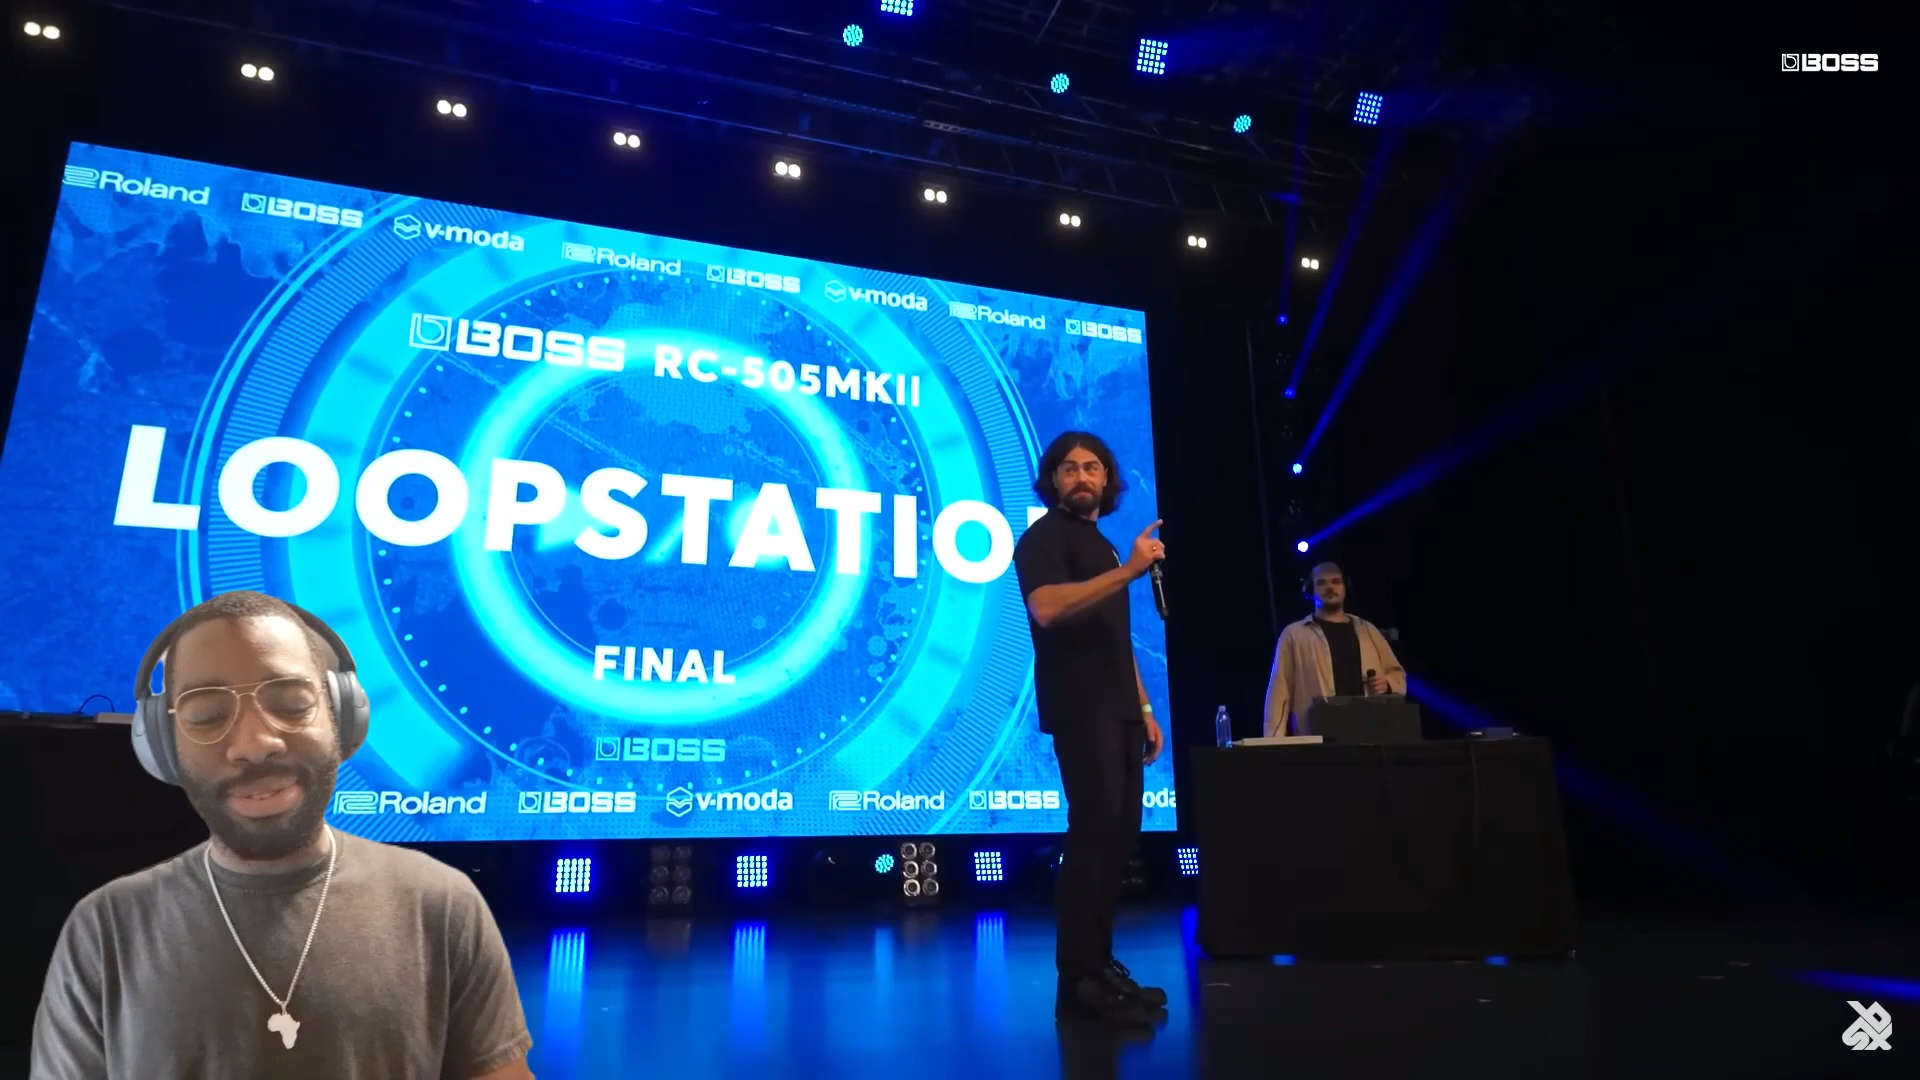 BOSS
Roland BOSS v-moda Roland BOSS v-moda Roland BOSS
BOSS RC-505MKII
LOOPSTATIO
FINAL
BOSS
Roland BOSS v-moda Roland BOSS oda
SBX